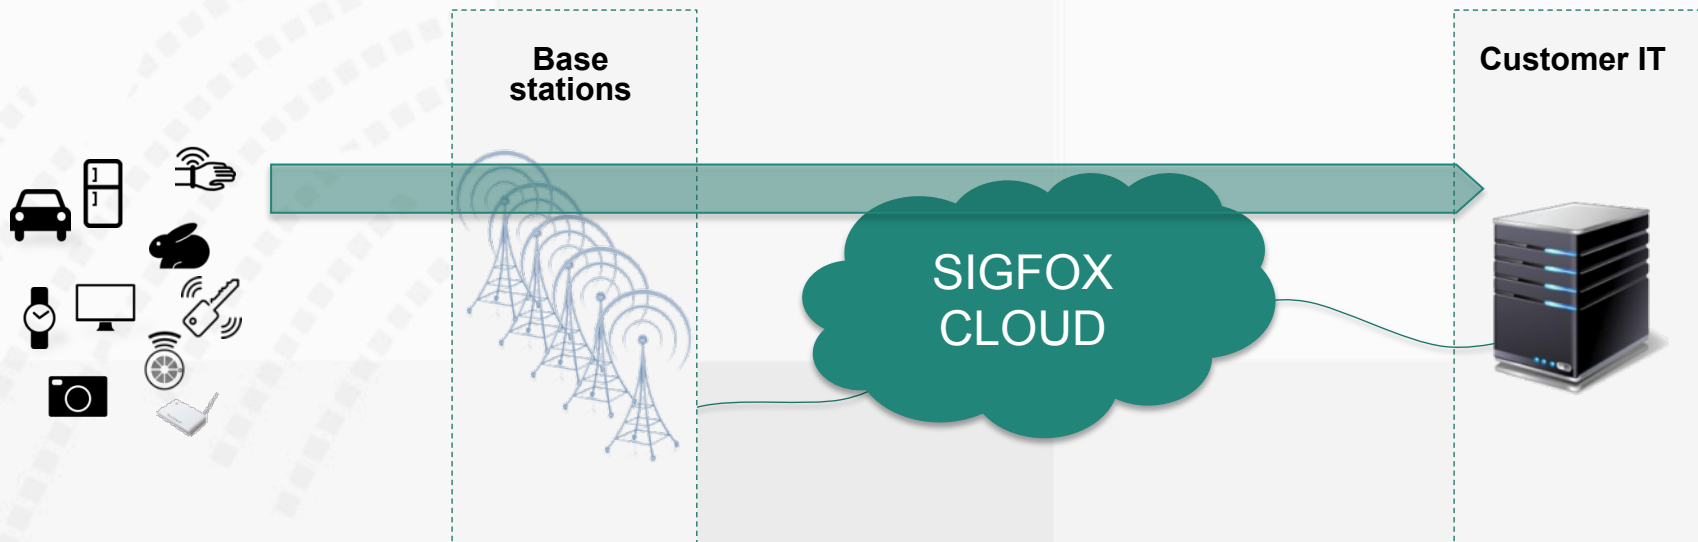 Base
stations
Customer IT
SIGFOX
CLOUD